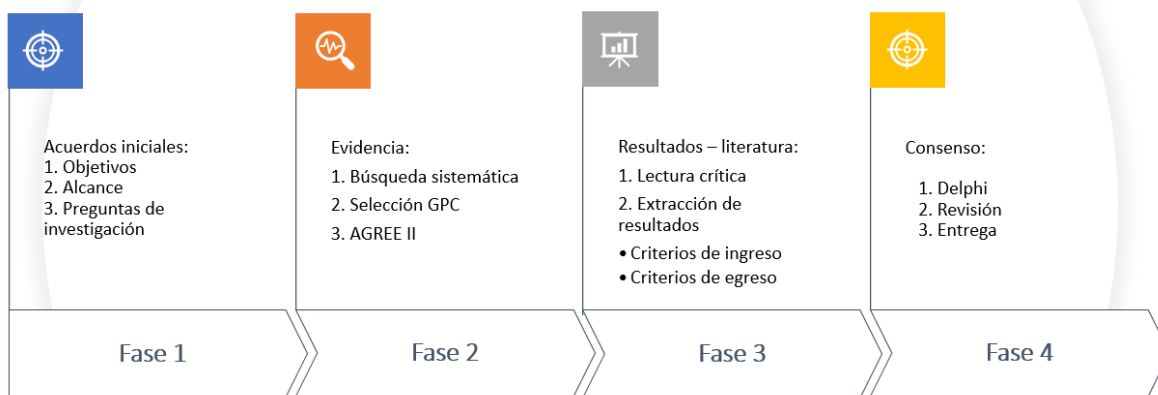 Acuerdos iniciales:
1. Objetivos
2. Alcance
3. Preguntas de
investigación
Evidencia:
1. Búsqueda sistemática
2. Selección GPC
3. AGREE II
Resultados – literatura:
1. Lectura crítica
2. Extracción de
resultados
• Criterios de ingreso
• Criterios de egreso
Consenso:
1. Delphi
2. Revisión
3. Entrega
Fase 1
Fase 2
Fase 3
Fase 4